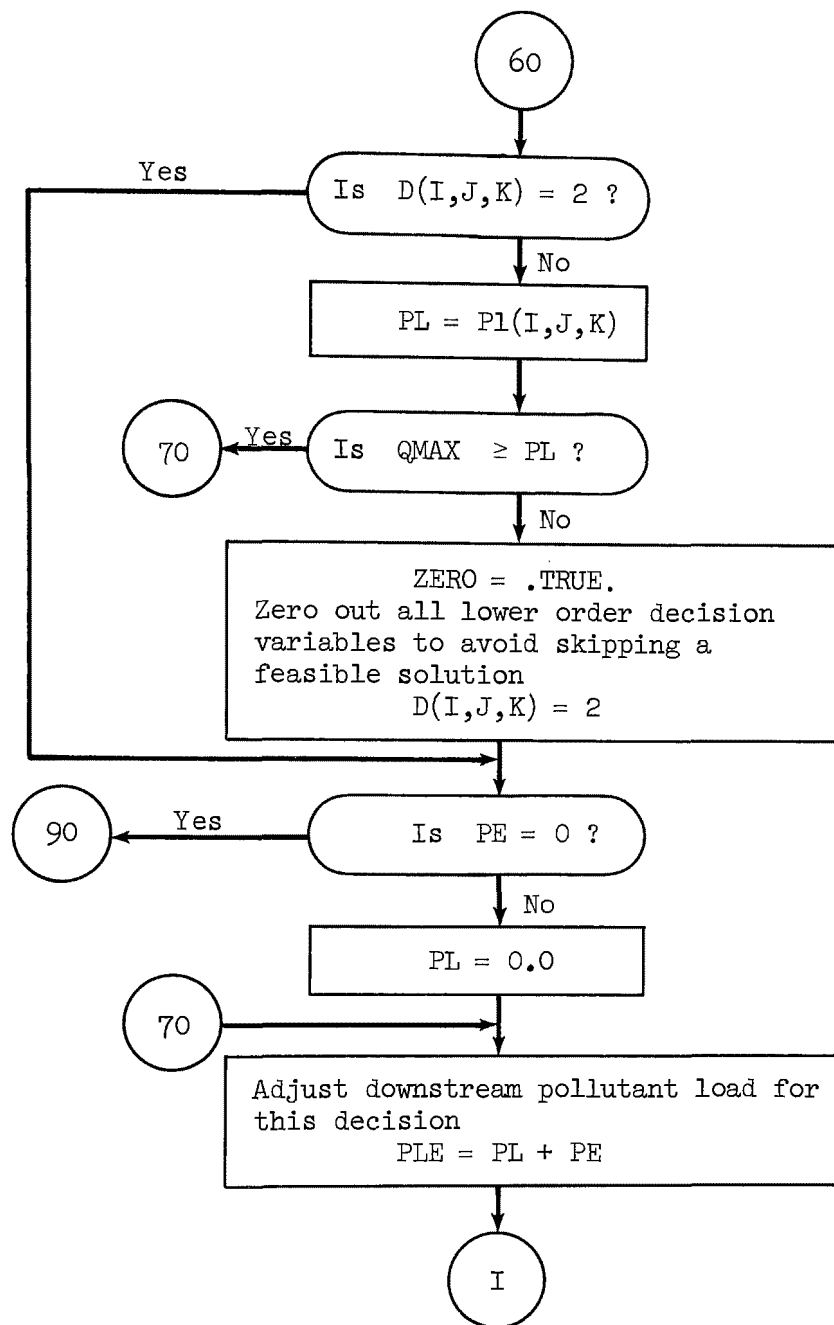 60
Yes
Is D(I,J,K) = 2 ?
No
PL = Pl(I,J,K)
70
Yes
Is QMAX ≥ PL ?
No
ZERO = .TRUE.
Zero out all lower order decision
variables to avoid skipping a
feasible solution
D(I,J,K) = 2
90
Yes
Is PE = 0 ?
No
PL = 0.0
70
Adjust downstream pollutant load for
this decision
PLE = PL + PE
I